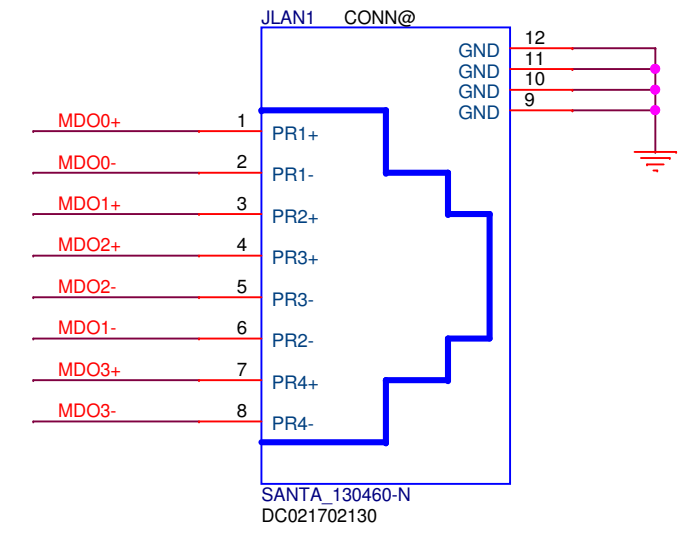 JLAN1 CONN@
GND 12
GND 11
GND 10
GND 9
MDO0+ 1 PR1+
MDO0- 2 PR1-
MDO1+ 3 PR2+
MDO2+ 4 PR3+
MDO2- 5 PR3-
MDO1- 6 PR2-
MDO3+ 7 PR4+
MDO3- 8 PR4-
SANTA_130460-N
DC021702130